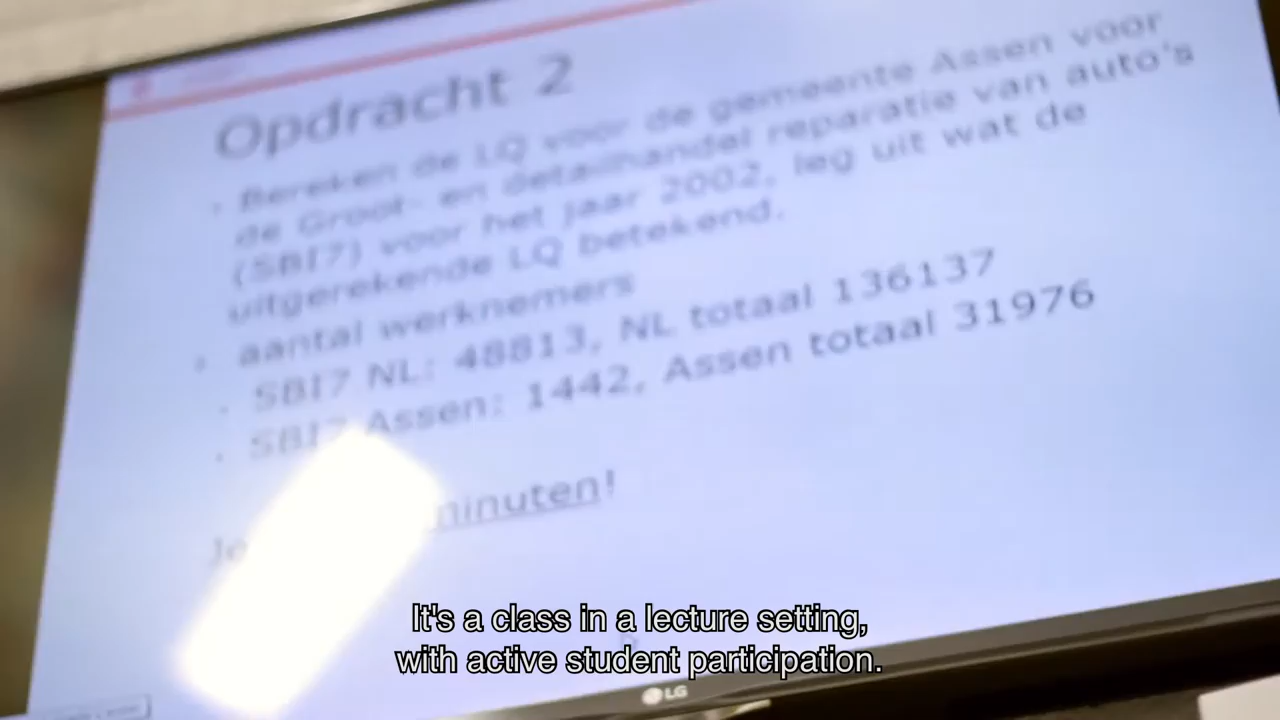 Opdracht 2
Bereken de LQ voor de gemeente Assen voor
de Groot- en detailhandel reparatie van auto's
(SBI7) voor het jaar 2002, leg uit wat de
uitgerekende LQ betekend.
aantal werknemers
SBI7 NL: 48813, NL totaal 136137
SBI7 Assen: 1442, Assen totaal 31976
minuten!
It's a class in a lecture setting,
with active student participation.
LG